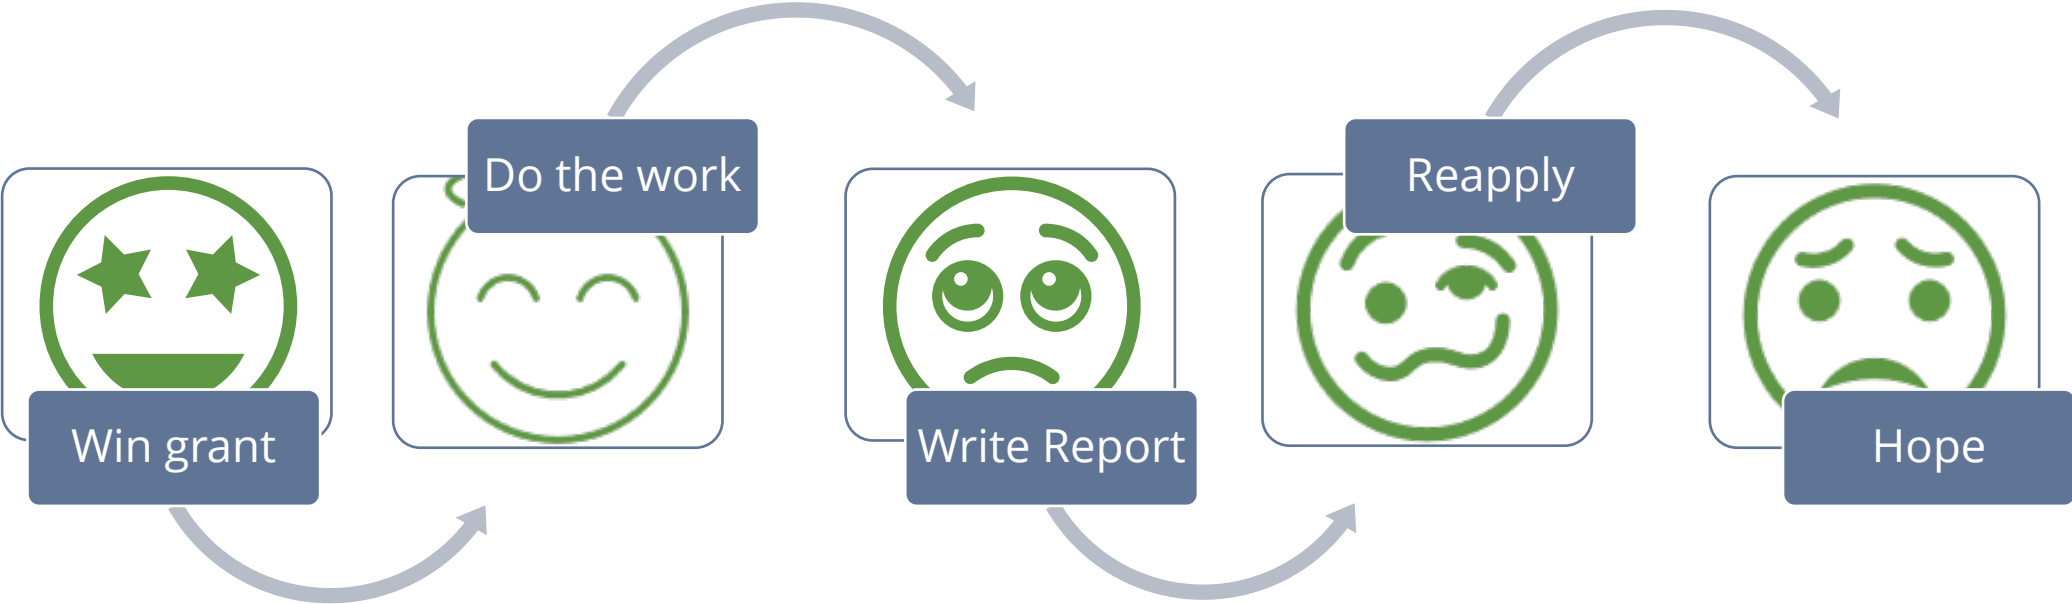 Win grant
Do the work
Write Report
Reapply
Hope